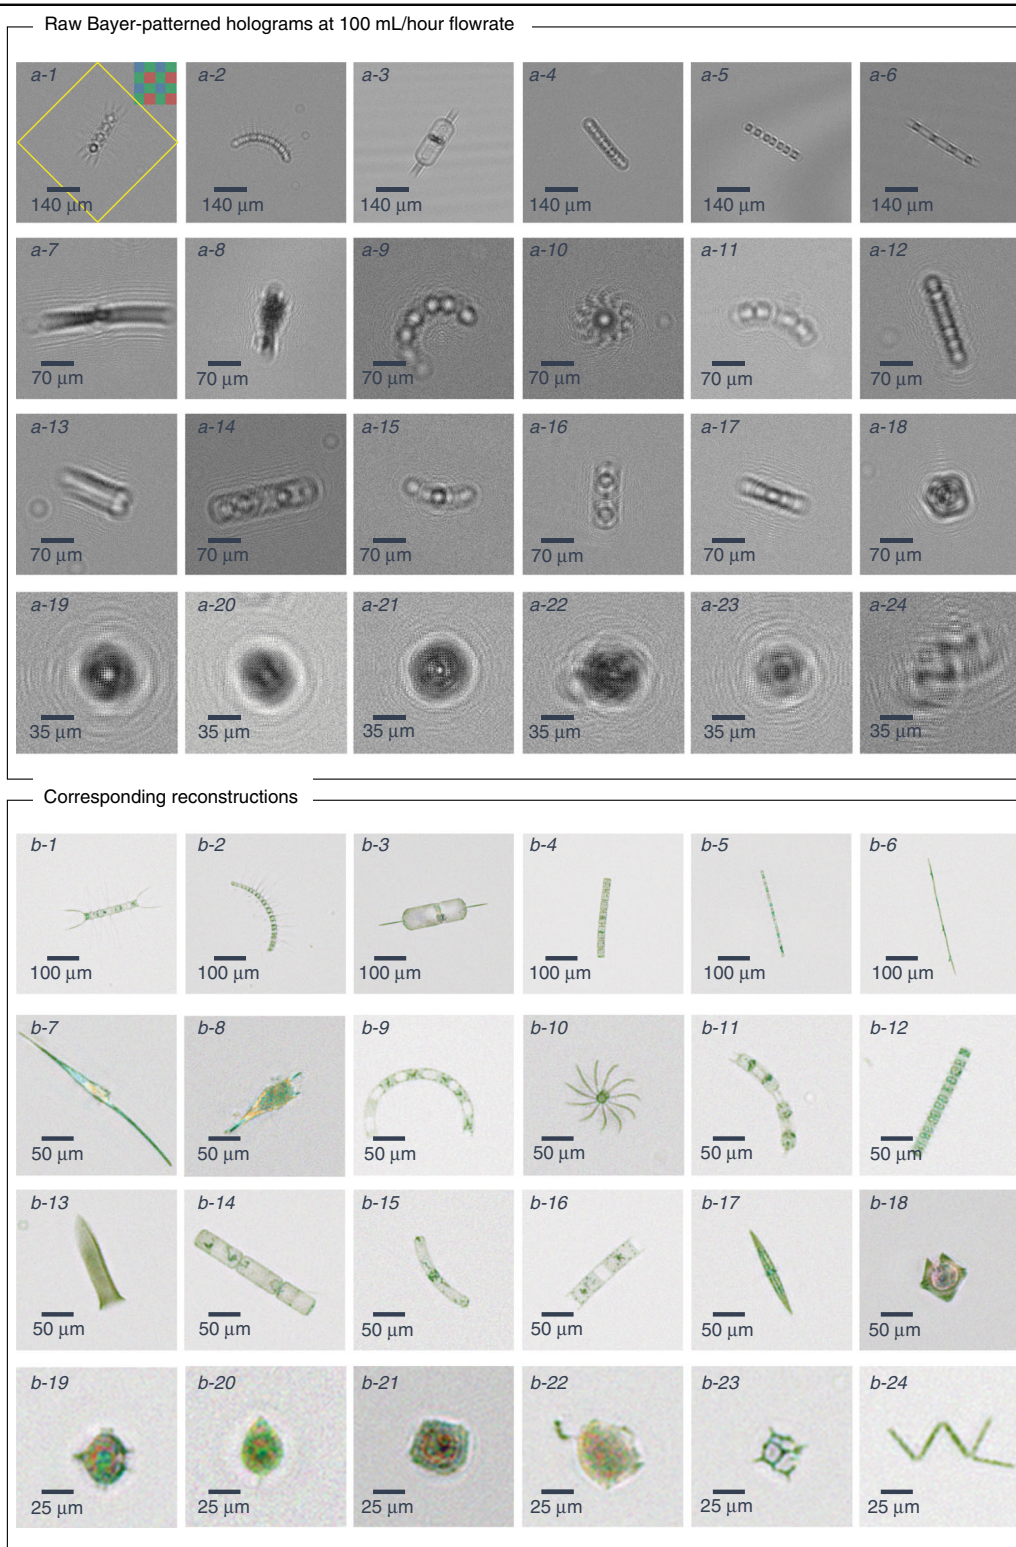 Raw Bayer-patterned holograms at 100 mL/hour flowrate
a-1 a-2 a-3 a-4 a-5 a-6
140 μm 140 μm 140 μm 140 μm 140 μm 140 μm
a-7 a-8 a-9 a-10 a-11 a-12
70 μm 70 μm 70 μm 70 μm 70 μm 70 μm
a-13 a-14 a-15 a-16 a-17 a-18
70 μm 70 μm 70 μm 70 μm 70 μm 70 μm
a-19 a-20 a-21 a-22 a-23 a-24
35 μm 35 μm 35 μm 35 μm 35 μm 35 μm
Corresponding reconstructions
b-1 b-2 b-3 b-4 b-5 b-6
100 μm 100 μm 100 μm 100 μm 100 μm 100 μm
b-7 b-8 b-9 b-10 b-11 b-12
50 μm 50 μm 50 μm 50 μm 50 μm 50 μm
b-13 b-14 b-15 b-16 b-17 b-18
50 μm 50 μm 50 μm 50 μm 50 μm 50 μm
b-19 b-20 b-21 b-22 b-23 b-24
25 μm 25 μm 25 μm 25 μm 25 μm 25 μm